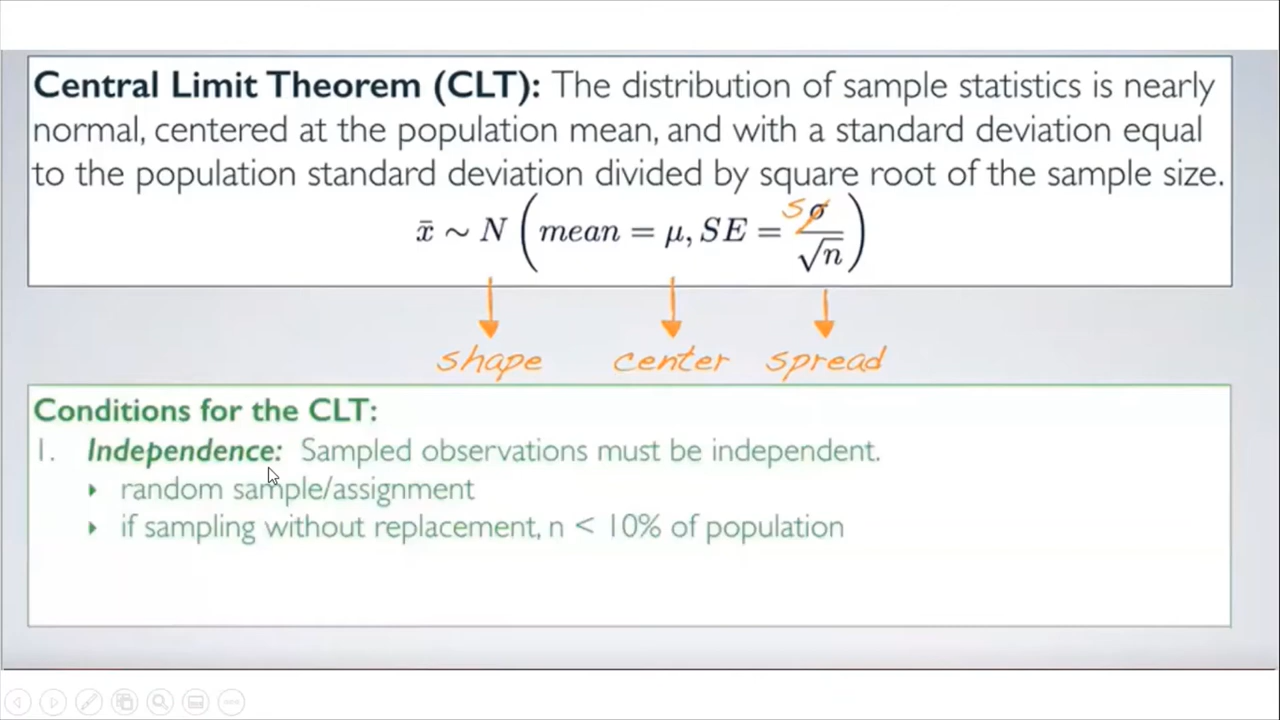 Central Limit Theorem (CLT): The distribution of sample statistics is nearly
normal, centered at the population mean, and with a standard deviation equal
to the population standard deviation divided by square root of the sample size.
x̄ ~ N (mean = μ, SE = s σ/√n)
shape center spread
Conditions for the CLT:
1. Independence: Sampled observations must be independent.
‣ random sample/assignment
‣ if sampling without replacement, n < 10% of population